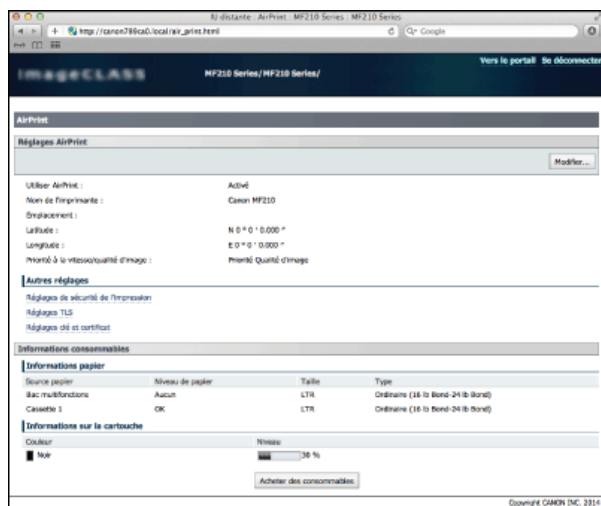 IU distante : AirPrint : MF210 Series : MF210 Series
http://canon789ca0.local/air_print.html
Google
imageCLASS
MF210 Series/MF210 Series/
Vers le portail Se déconnecter
AirPrint
Réglages AirPrint
Modifier...
Utiliser AirPrint : Activé
Nom de l'imprimante : Canon MF210
Emplacement :
Latitude : N 0 ° 0 ' 0.000 "
Longitude : E 0 ° 0 ' 0.000 "
Priorité à la vitesse/qualité d'image : Priorité Qualité d'image
Autres réglages
Réglages de sécurité de l'impression
Réglages TLS
Réglages clé et certificat
Informations consommables
Informations papier
Source papier Niveau de papier Taille Type
Bac multifonctions Aucun LTR Ordinaire (16 lb Bond-24 lb Bond)
Cassette 1 OK LTR Ordinaire (16 lb Bond-24 lb Bond)
Informations sur la cartouche
Couleur Niveau
Noir 30 %
Acheter des consommables
Copyright CANON INC. 2014